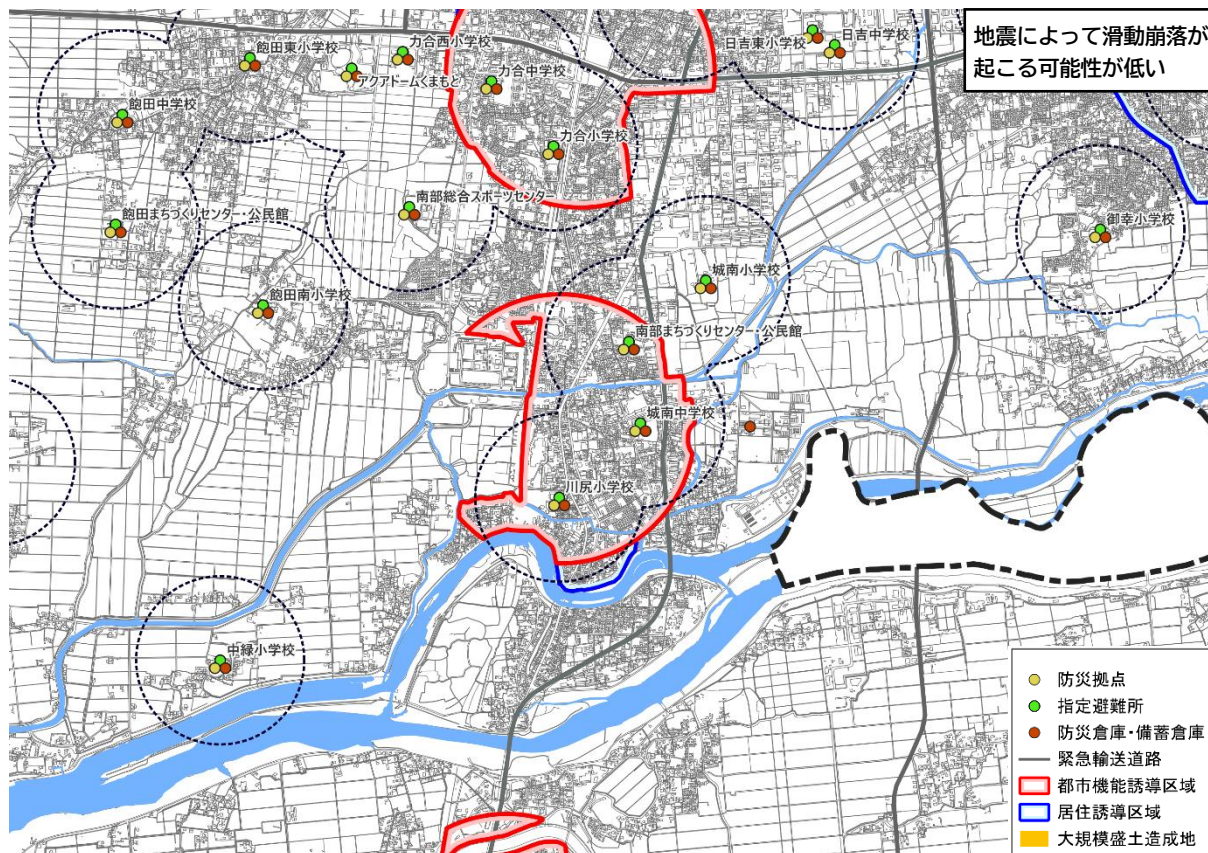 地震によって滑動崩落が
起こる可能性が低い
飽田東小学校
力合西小学校
日吉東小学校
日吉中学校
アクアドームくまもと
力合中学校
飽田中学校
力合小学校
南部総合スポーツセンター
飽田まちづくりセンター・公民館
御幸小学校
城南小学校
飽田南小学校
南部まちづくりセンター・公民館
城南中学校
川尻小学校
中緑小学校
防災拠点
指定避難所
防災倉庫・備蓄倉庫
緊急輸送道路
都市機能誘導区域
居住誘導区域
大規模盛土造成地